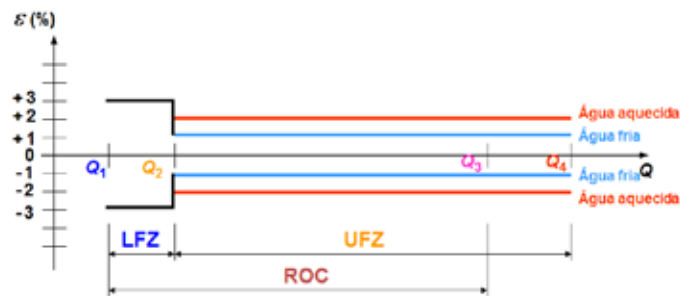 ε (%)
+3
+2
Água aquecida
+1
Água fria
0
Q1 Q2 Q3 Q4 Q
-1
Água fria
-2
Água aquecida
-3
LFZ UFZ
ROC